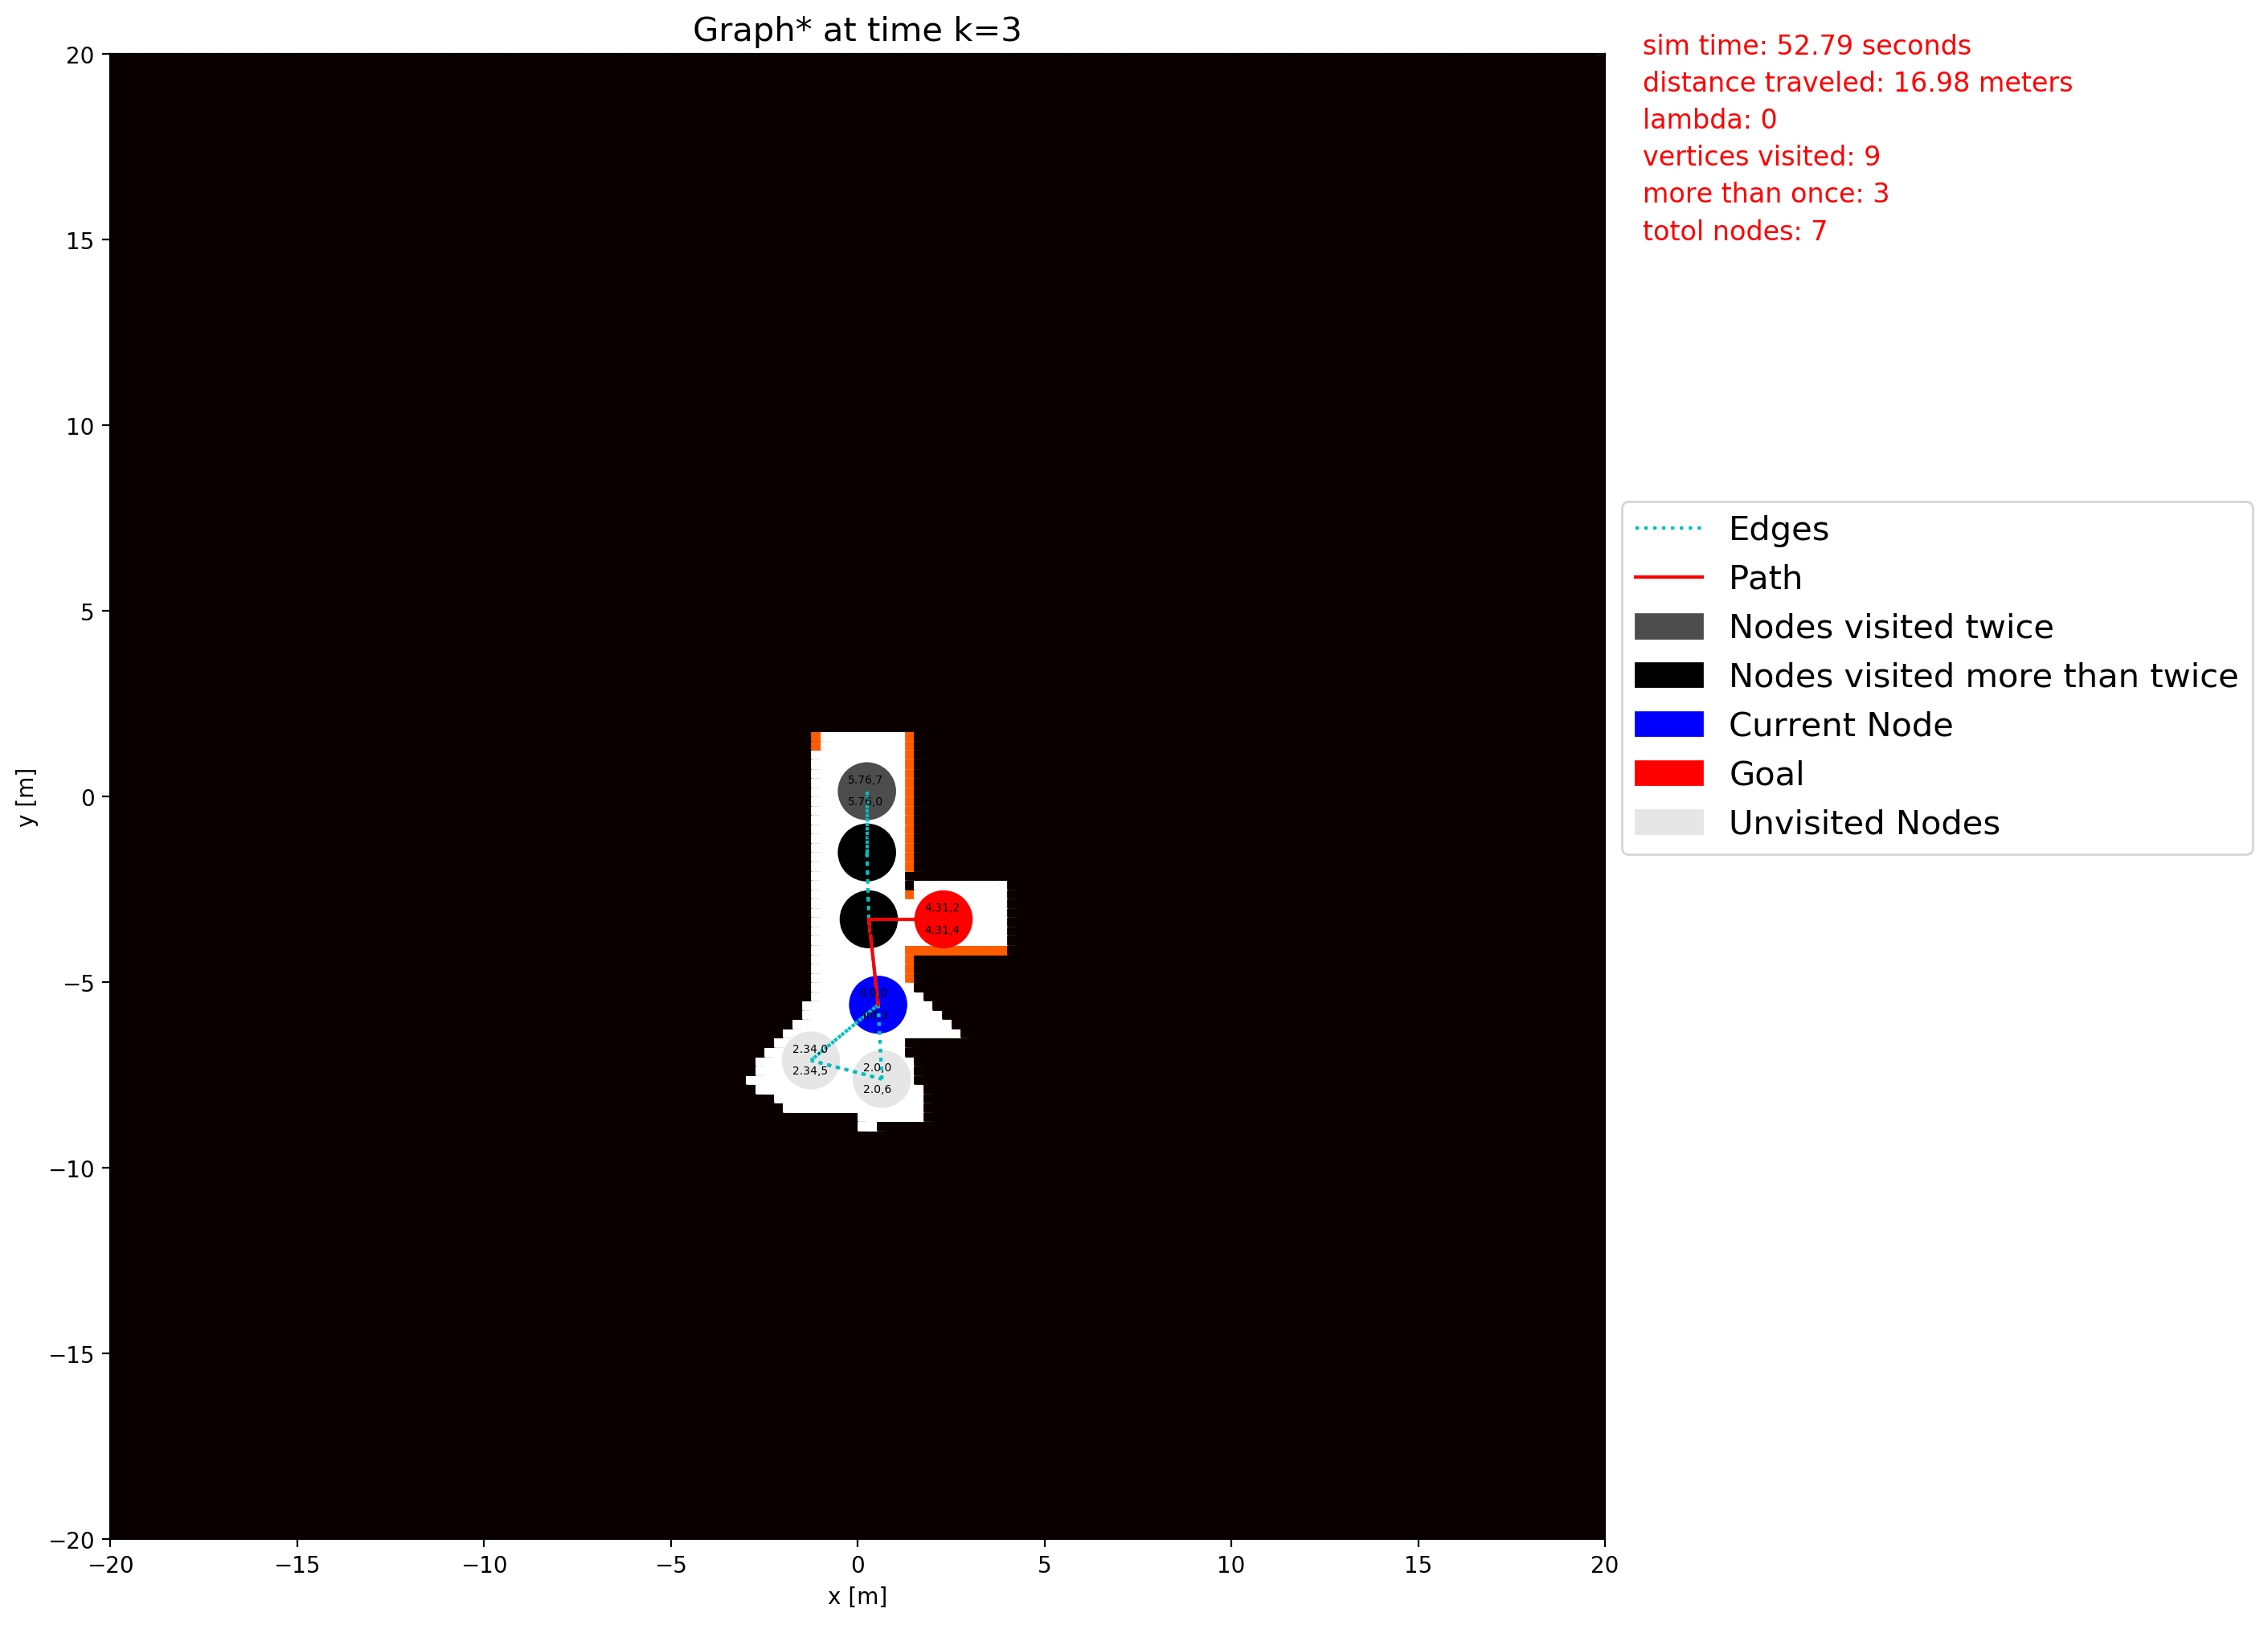 Graph* at time k=3
sim time: 52.79 seconds
distance traveled: 16.98 meters
lambda: 0
vertices visited: 9
more than once: 3
totol nodes: 7
20
15
10
5
0
−5
−10
−15
−20
y [m]
5.76,7
5.76,0
4.31,2
4.31,4
2.34,0
2.34,5
2.0,0
2.0,6
Edges
Path
Nodes visited twice
Nodes visited more than twice
Current Node
Goal
Unvisited Nodes
−20
−15
−10
−5
0
5
10
15
20
x [m]